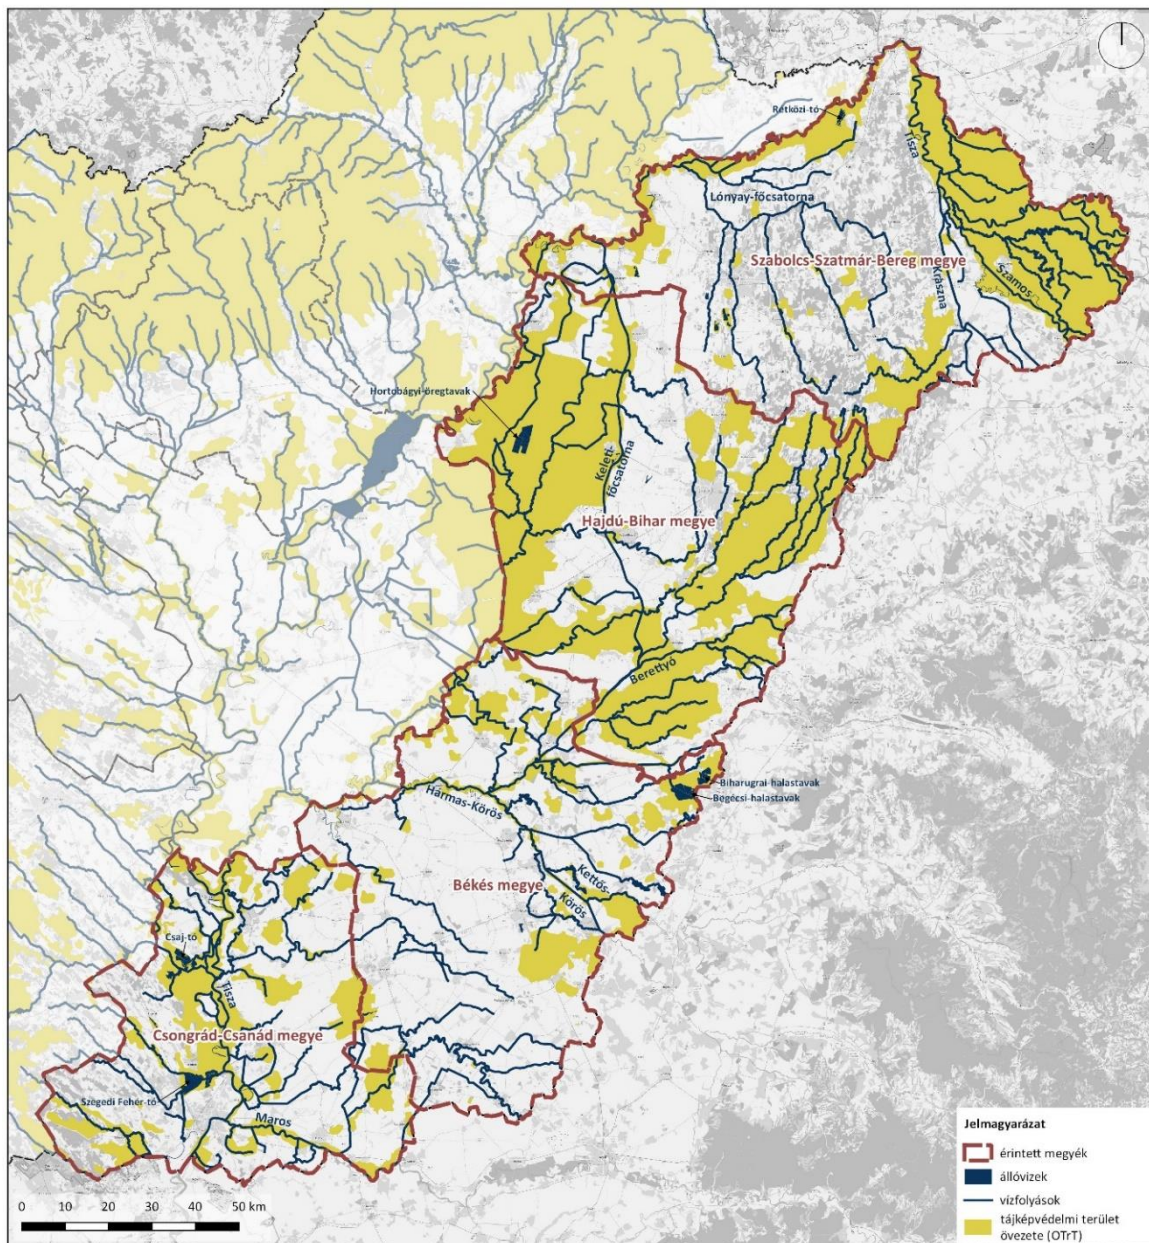 Rétközi-tó
Tisza
Lónyay-főcsatorna
Szabolcs-Szatmár-Bereg megye
Kraszna
Szamos
Hortobágyi-öregtavak
Keleti-
főcsatorna
Hajdú-Bihar megye
Berettyó
Biharugrai-halastavak
Begécsi-halastavak
Hármas-Körös
Békés megye
Kettős-
Körös
Csaj-tó
Tisza
Csongrád-Csanád megye
Szegedi Fehér-tó
Maros
Jelmagyarázat
érintett megyék
állóvizek
vízfolyások
tájképvédelmi terület
övezete (OTrT)
0 10 20 30 40 50 km